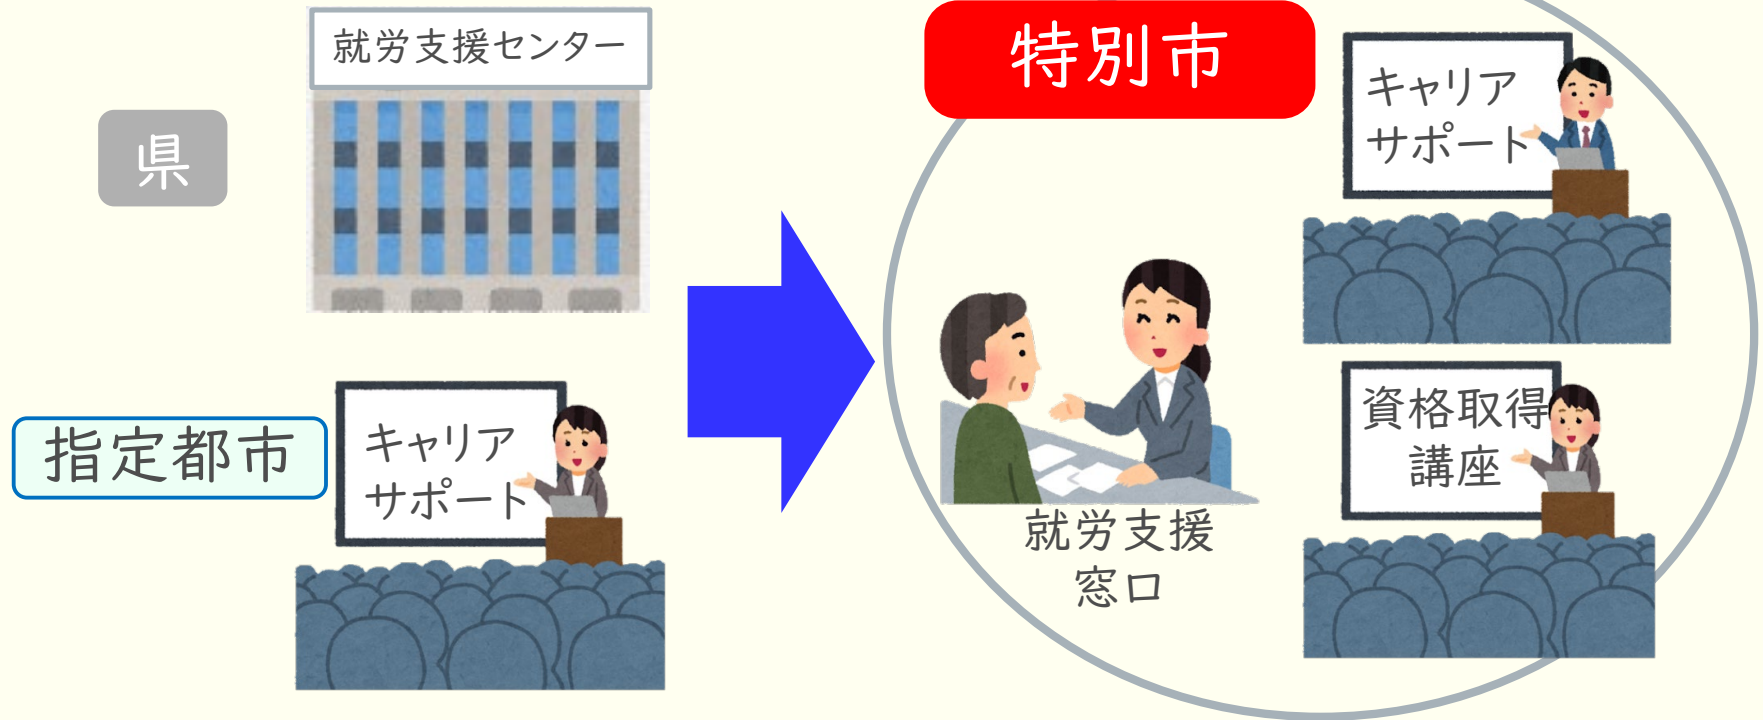 就労支援センター
県
指定都市
キャリア
サポート
特別市
キャリア
サポート
就労支援
窓口
資格取得
講座